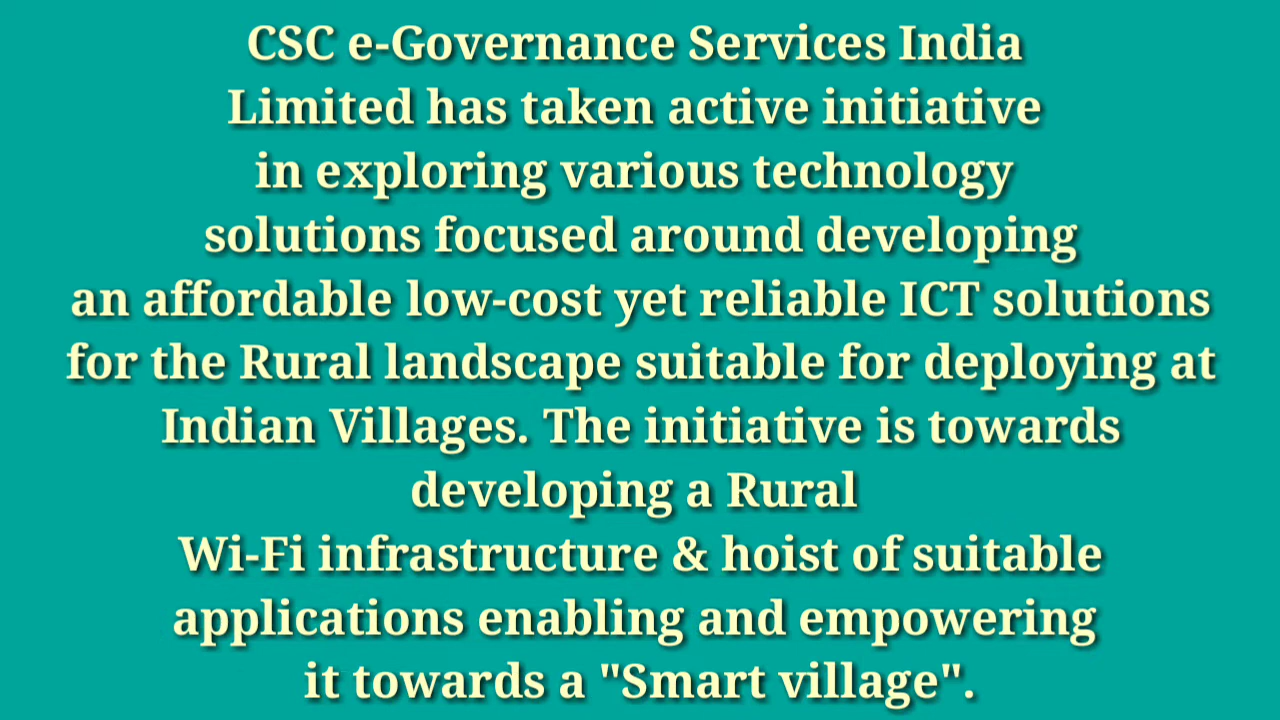 CSC e-Governance Services India
Limited has taken active initiative
in exploring various technology
solutions focused around developing
an affordable low-cost yet reliable ICT solutions
for the Rural landscape suitable for deploying at
Indian Villages. The initiative is towards
developing a Rural
Wi-Fi infrastructure & hoist of suitable
applications enabling and empowering
it towards a "Smart village".